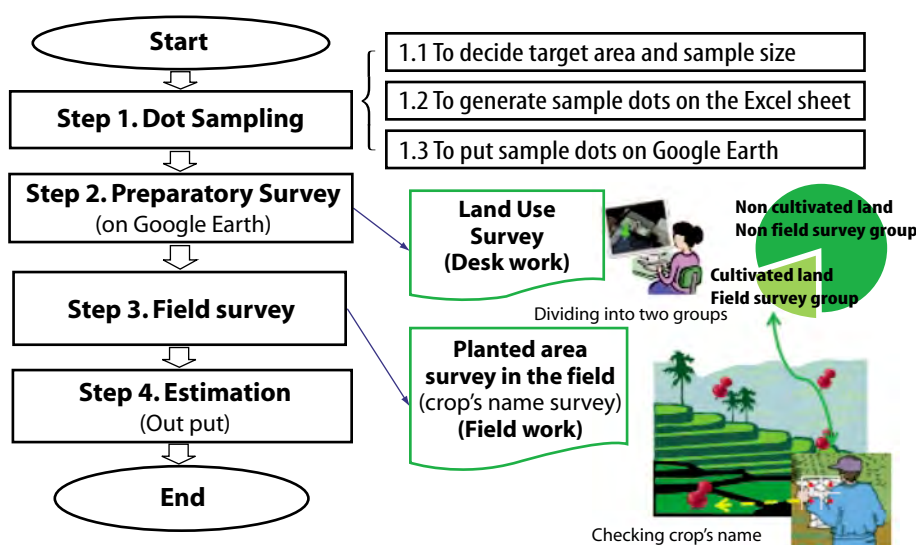 Start
Step 1. Dot Sampling
1.1 To decide target area and sample size
1.2 To generate sample dots on the Excel sheet
1.3 To put sample dots on Google Earth
Step 2. Preparatory Survey
(on Google Earth)
Land Use
Survey
(Desk work)
Non cultivated land
Non field survey group
Cultivated land
Field survey group
Dividing into two groups
Step 3. Field survey
Planted area
survey in the field
(crop's name survey)
(Field work)
Step 4. Estimation
(Out put)
End
Checking crop's name